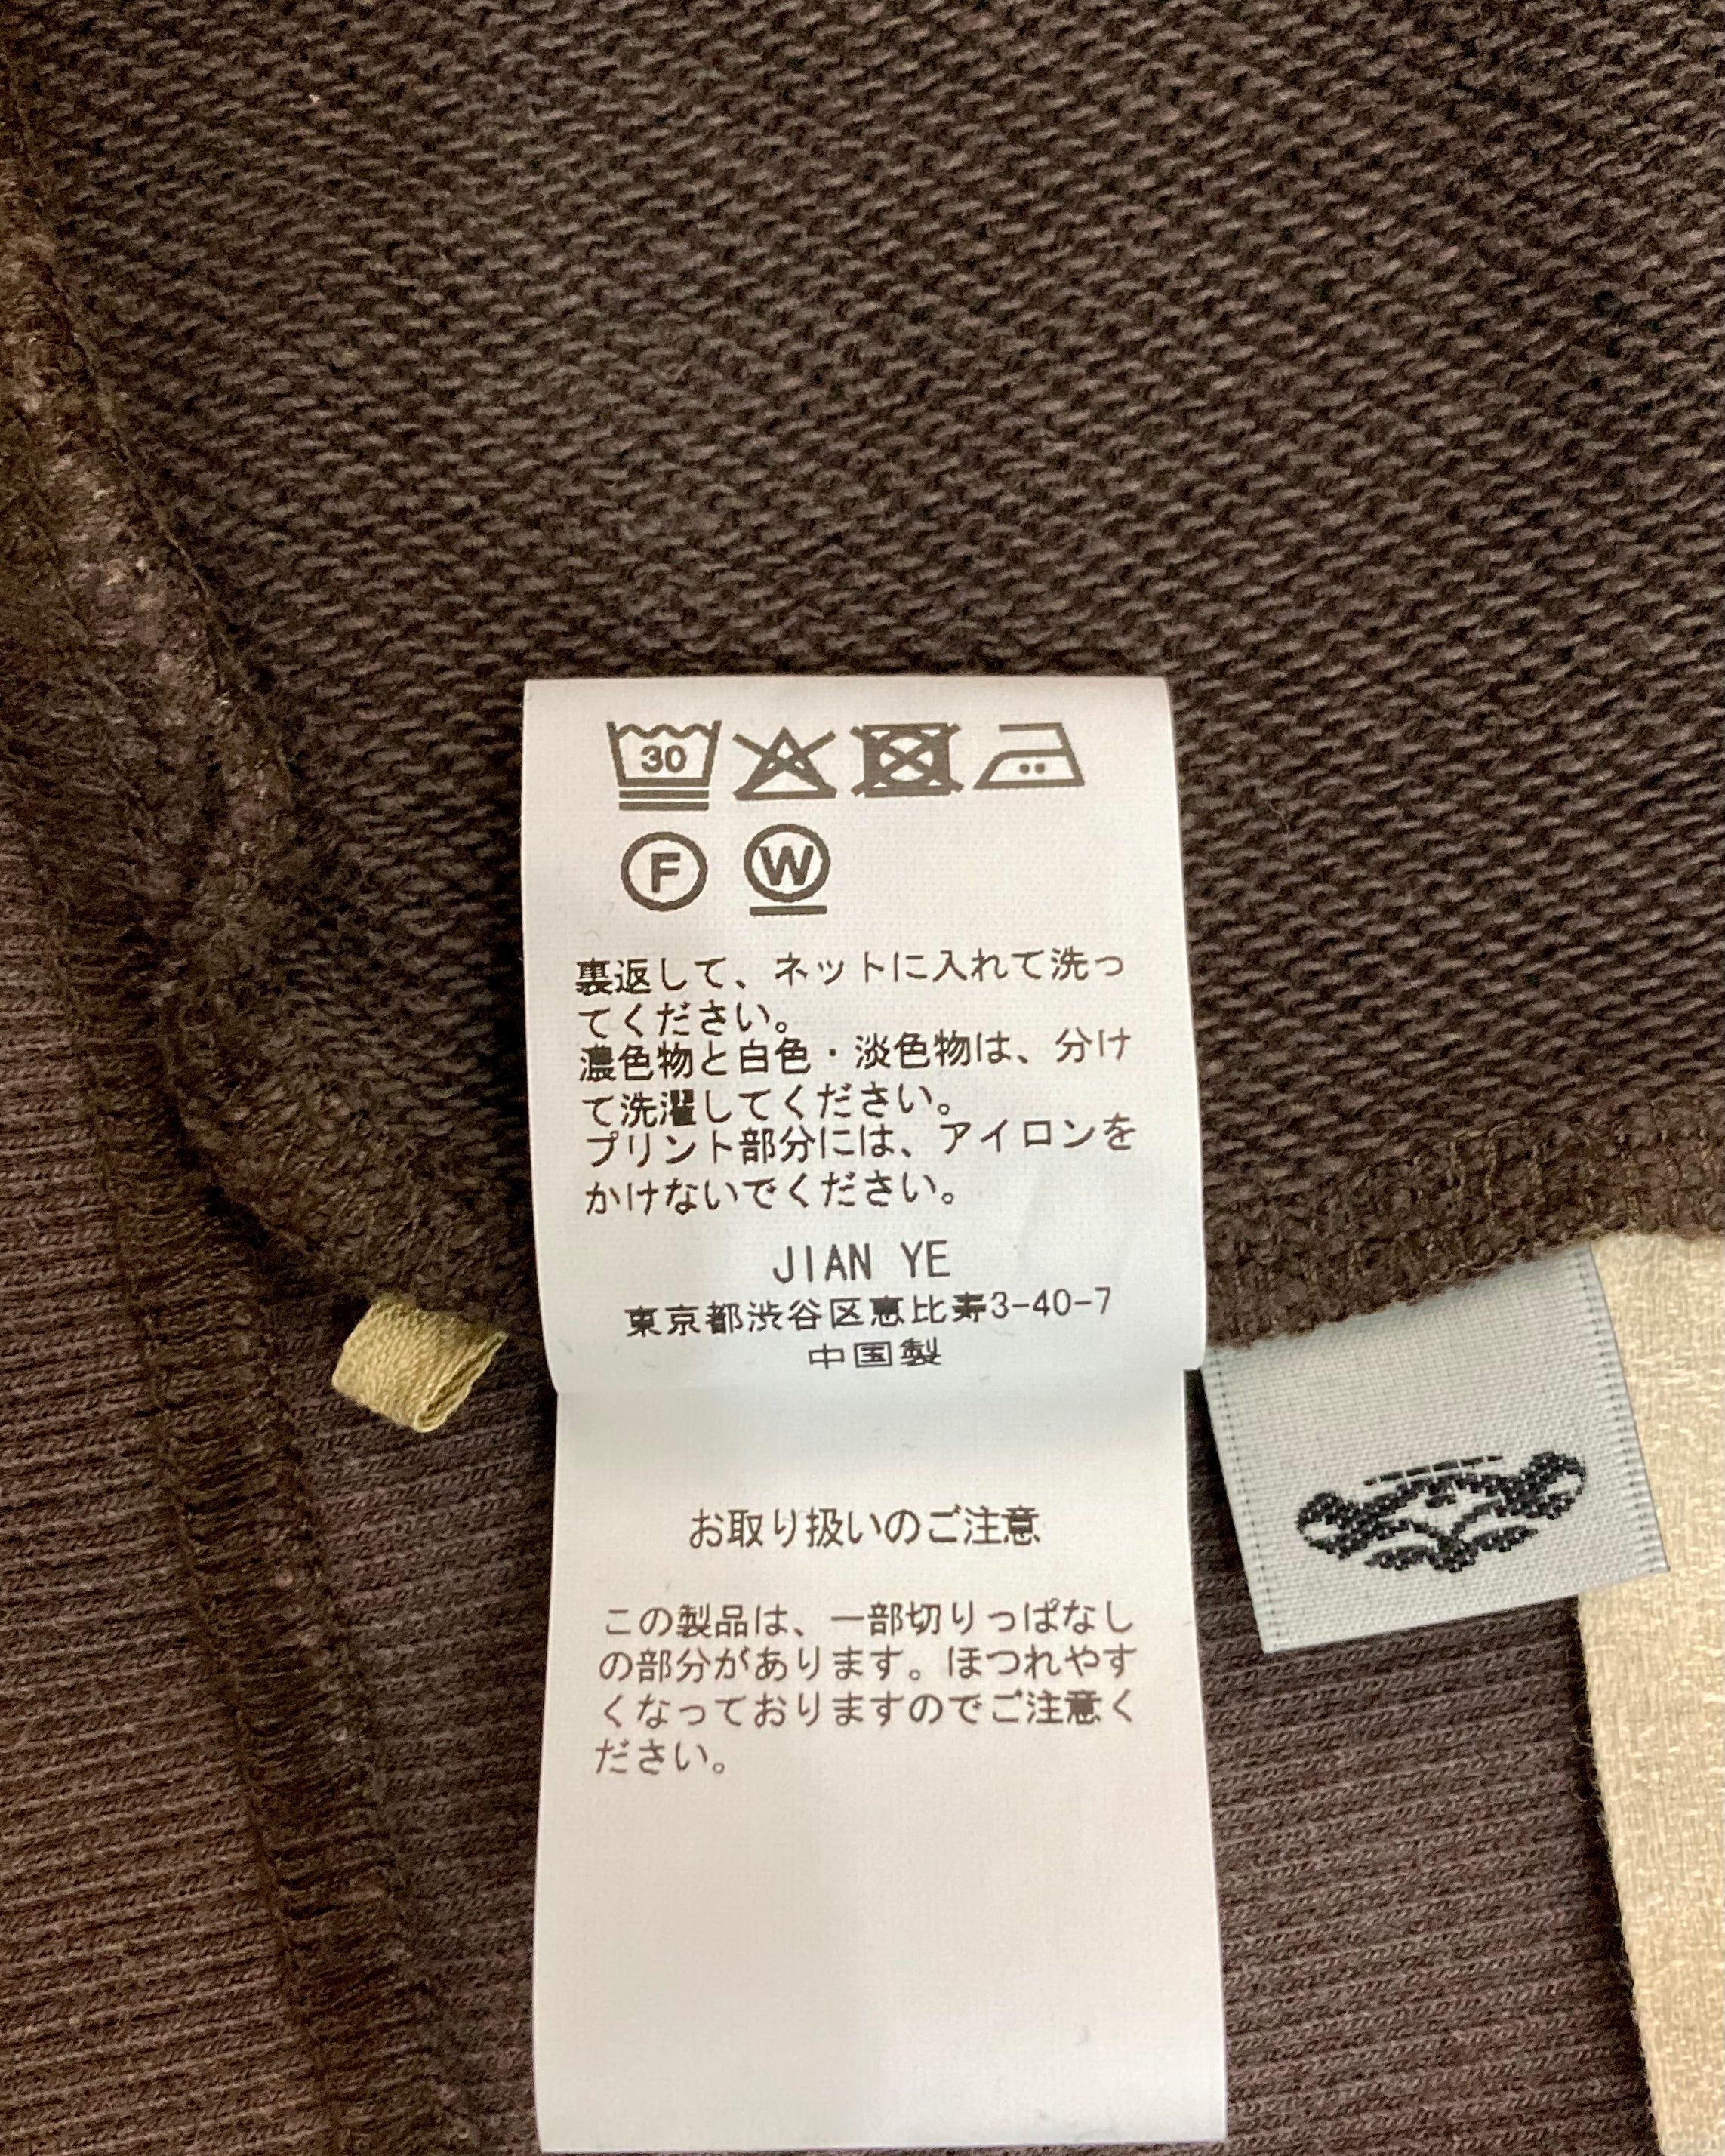 30
F W
裏返して、ネットに入れて洗っ
てください。
濃色物と白色・淡色物は、分け
て洗濯してください。
プリント部分には、アイロンを
かけないでください。
JIAN YE
東京都渋谷区恵比寿3-40-7
中国製
お取り扱いのご注意
この製品は、一部切りっぱなし
の部分があります。ほつれやす
くなっておりますのでご注意く
ださい。